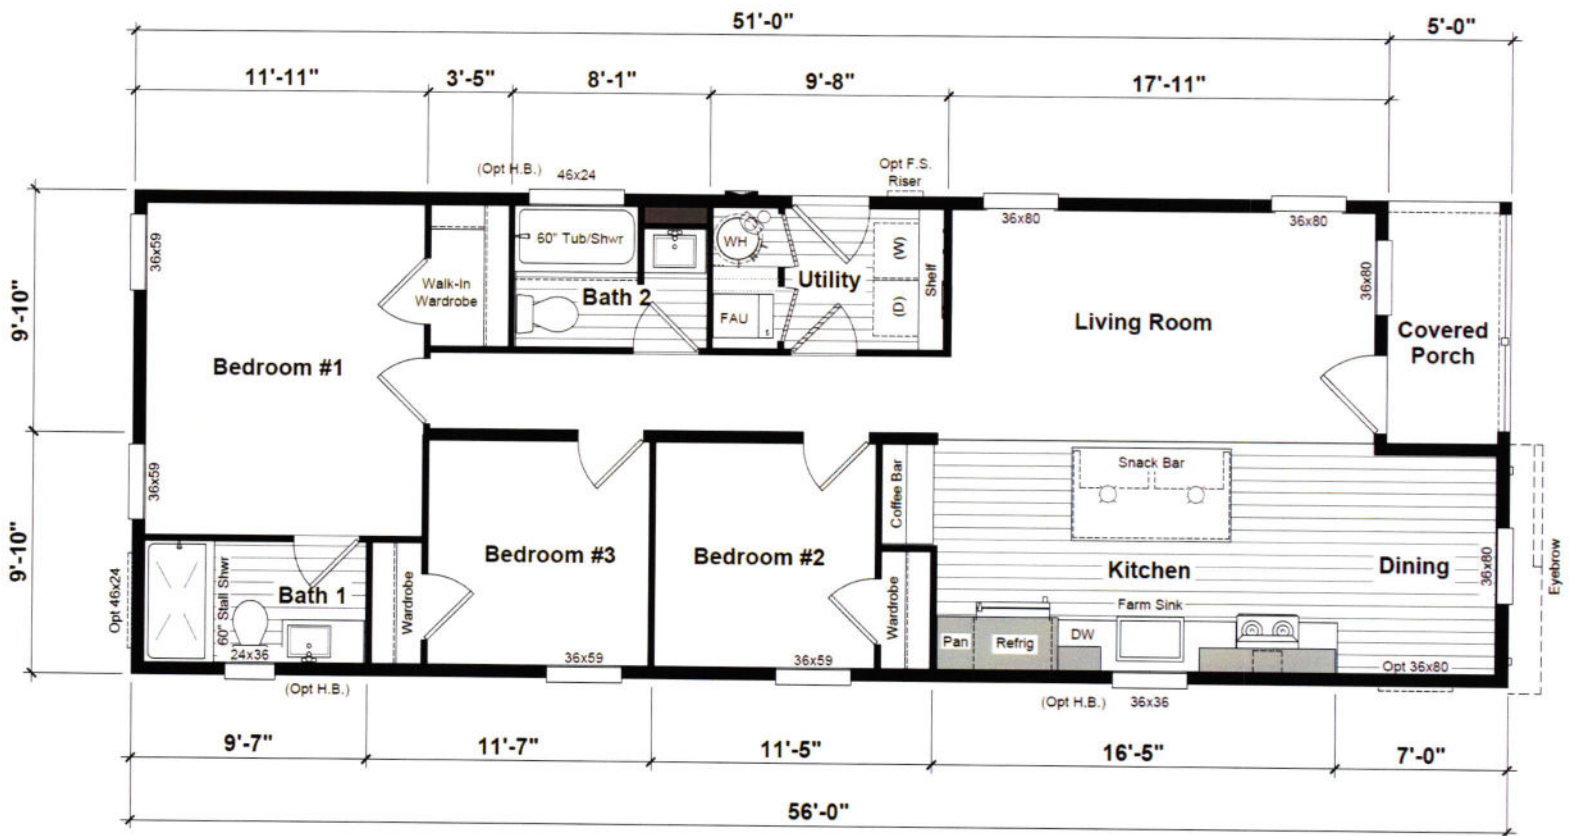 51'-0"
5'-0"
11'-11"
3'-5"
8'-1"
9'-8"
17'-11"
(Opt H.B.)
46x24
Opt F.S.
Riser
36x80
36x80
36x59
60" Tub/Shwr
WH
(W)
Shelf
Utility
Walk-In
Wardrobe
Bath 2
(D)
FAU
36x80
Living Room
Covered
Porch
9'-10"
Bedroom #1
36x59
Coffee Bar
Snack Bar
9'-10"
Bedroom #3
Bedroom #2
Kitchen
Dining
36x80
Eyebrow
Opt 46x24
60" Stall Shwr
Bath 1
Wardrobe
Wardrobe
Farm Sink
Pan
Refrig
DW
24x36
36x59
36x59
Opt 36x80
(Opt H.B.)
(Opt H.B.)
36x36
9'-7"
11'-7"
11'-5"
16'-5"
7'-0"
56'-0"